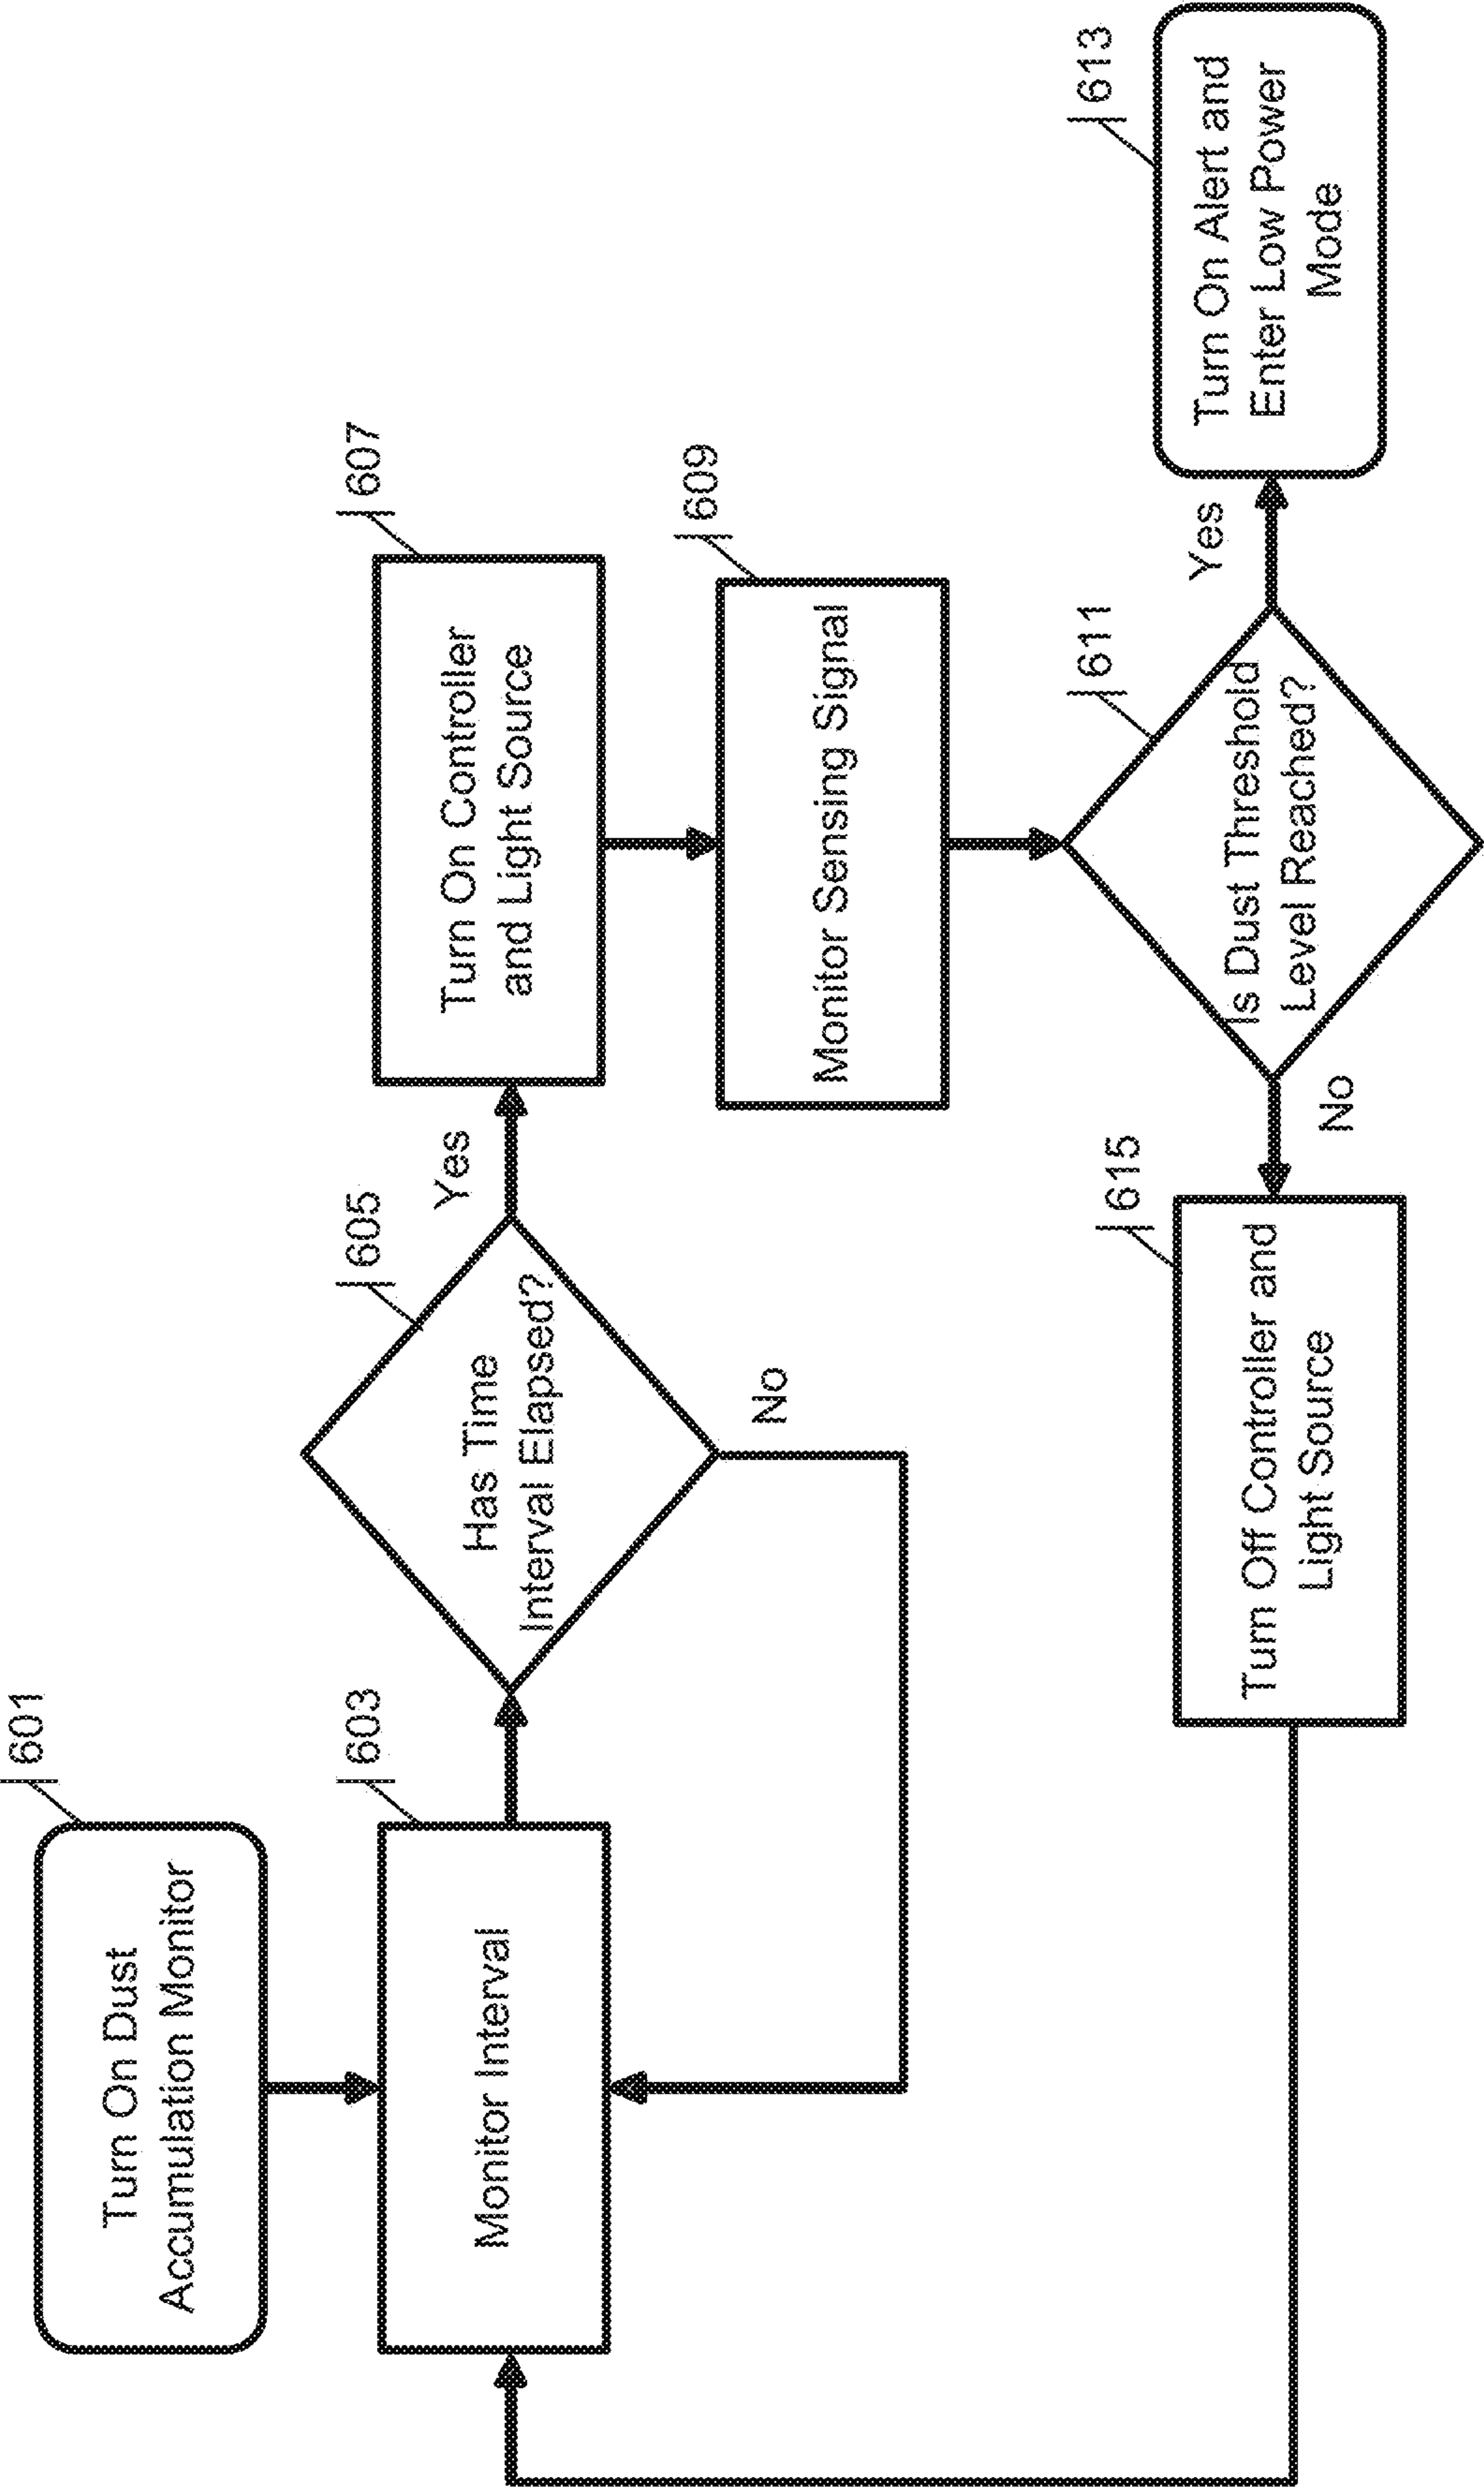 601
Turn On Dust
Accumulation Monitor
603
Monitor Interval
605
Has Time
Interval Elapsed?
Yes
No
607
Turn On Controller
and Light Source
609
Monitor Sensing Signal
611
Is Dust Threshold
Level Reached?
Yes
No
613
Turn On Alert and
Enter Low Power
Mode
615
Turn Off Controller and
Light Source